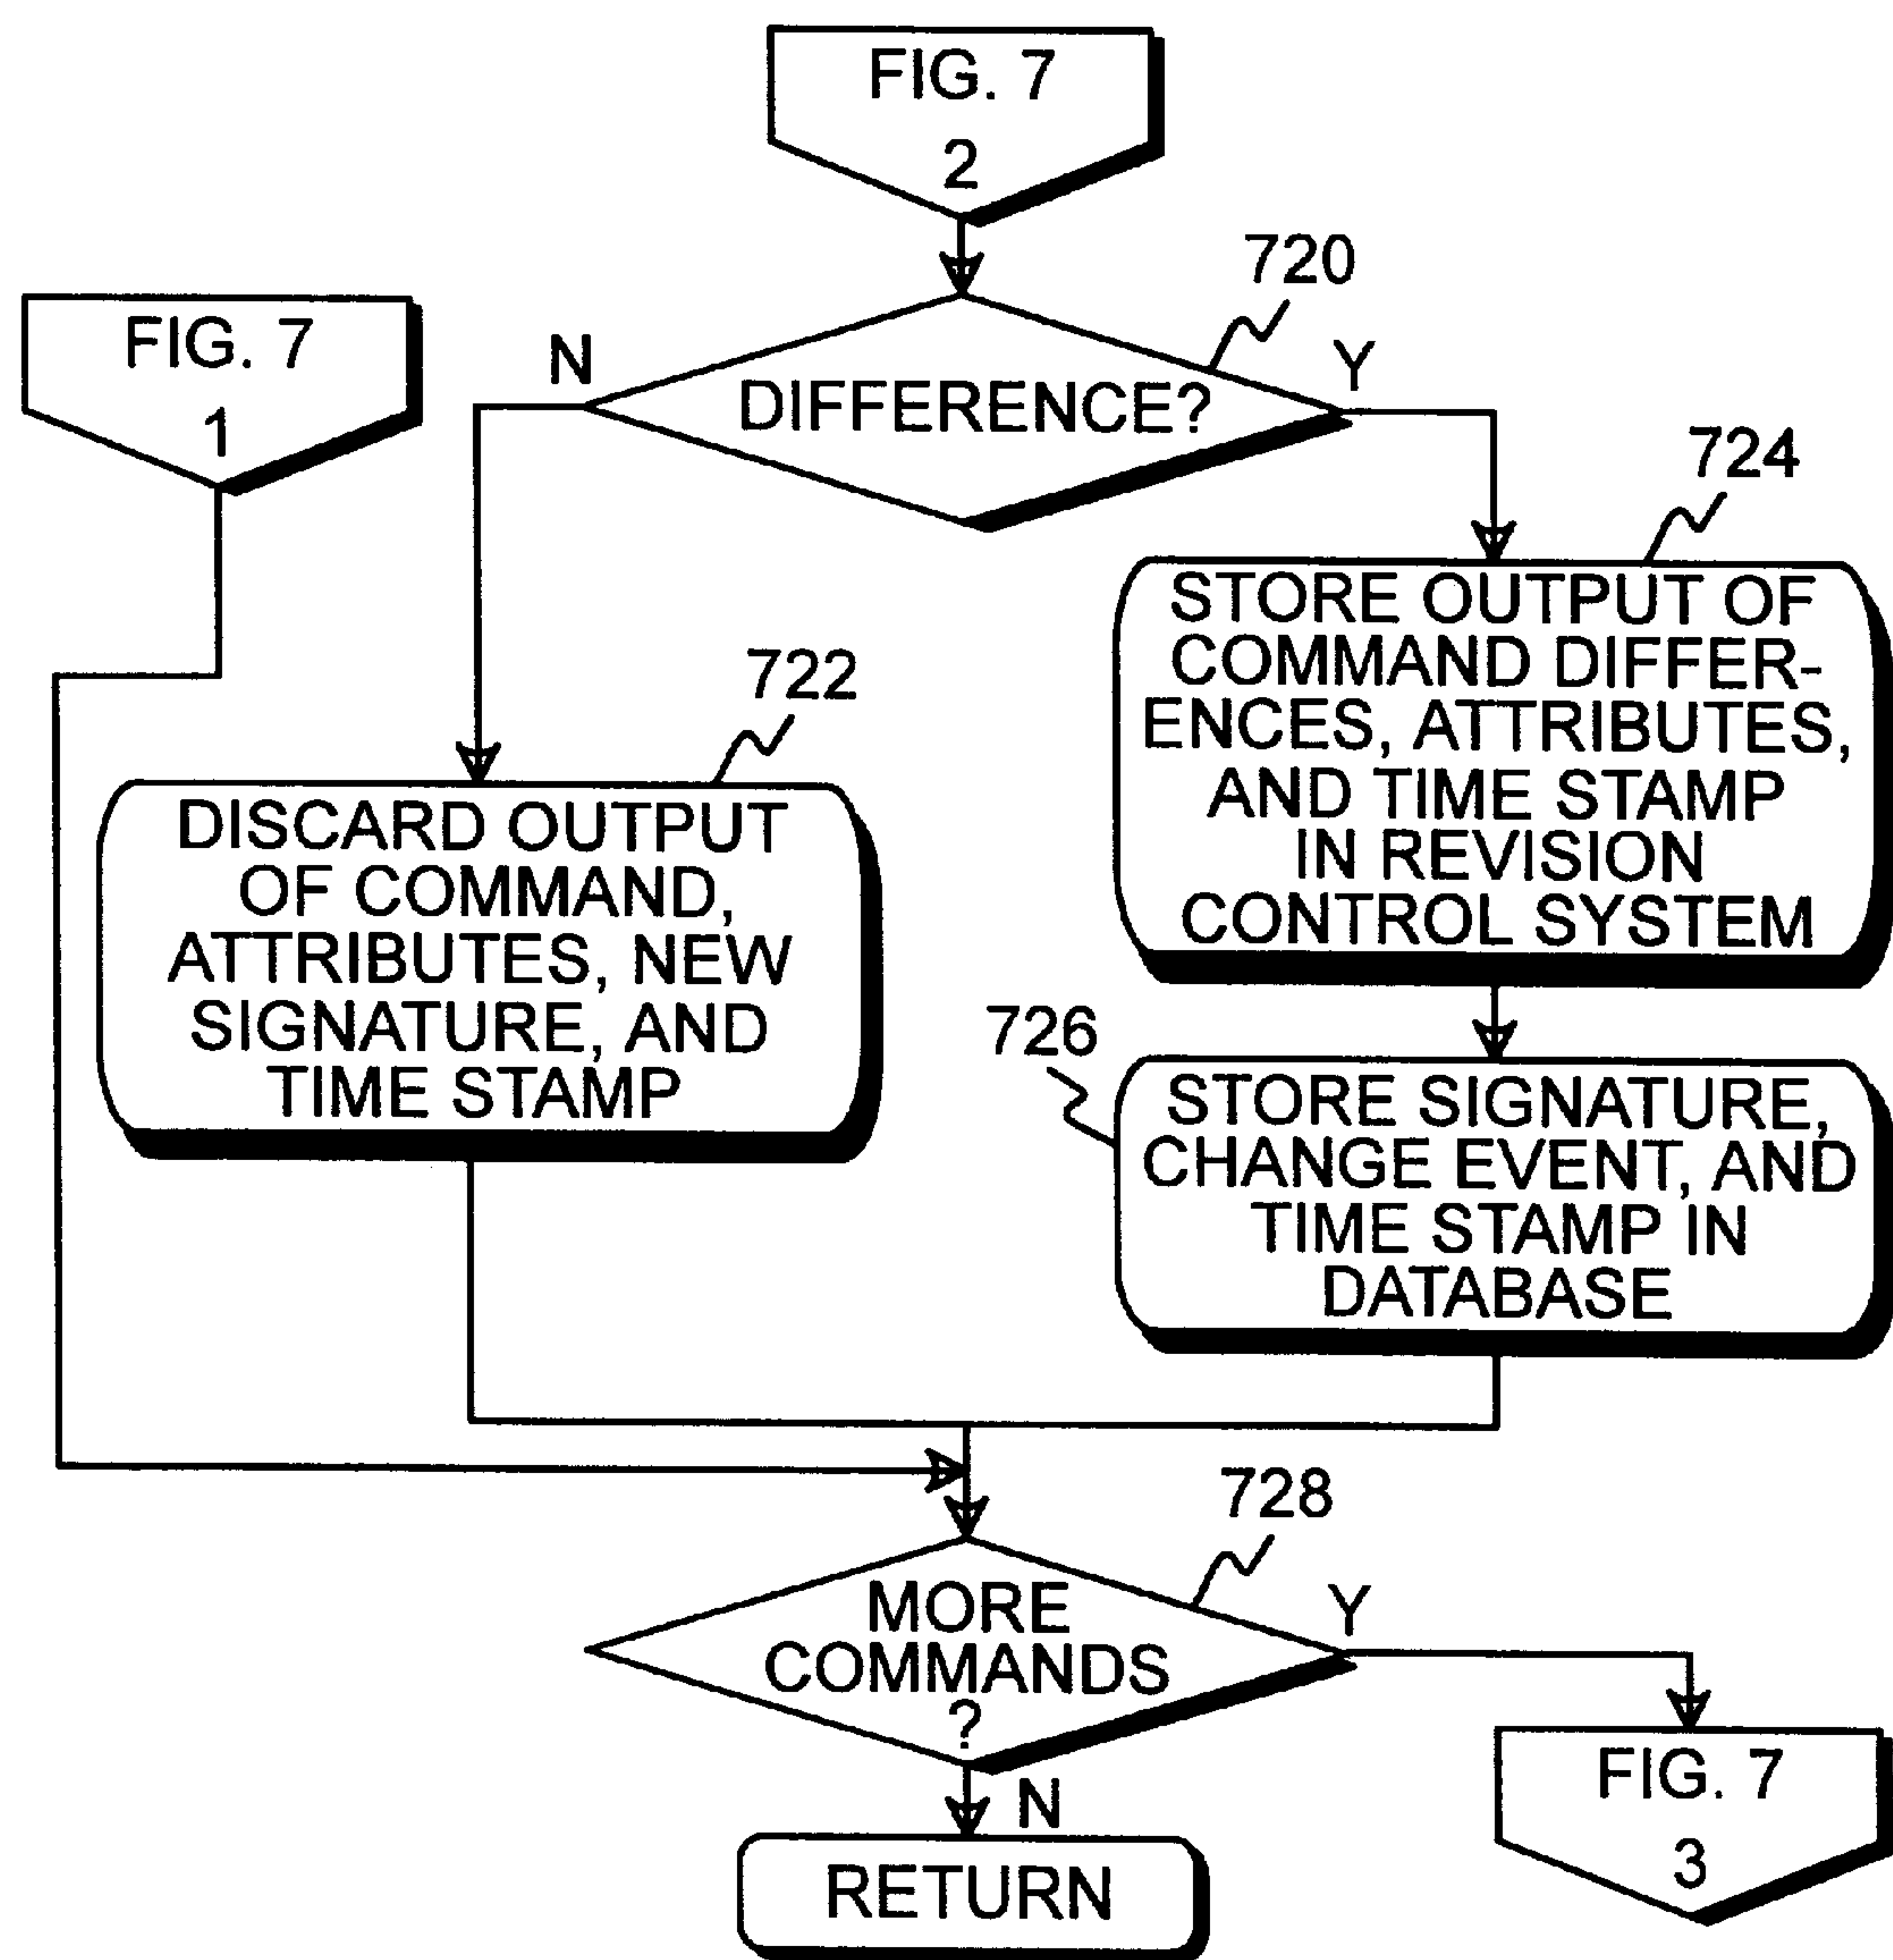 FIG. 7
2
720
FIG. 7
1
N
Y
DIFFERENCE?
724
STORE OUTPUT OF
COMMAND DIFFER-
ENCES, ATTRIBUTES,
AND TIME STAMP
IN REVISION
CONTROL SYSTEM
722
DISCARD OUTPUT
OF COMMAND,
ATTRIBUTES, NEW
SIGNATURE, AND
TIME STAMP
726
STORE SIGNATURE,
CHANGE EVENT, AND
TIME STAMP IN
DATABASE
728
MORE
COMMANDS
?
Y
N
FIG. 7
3
RETURN